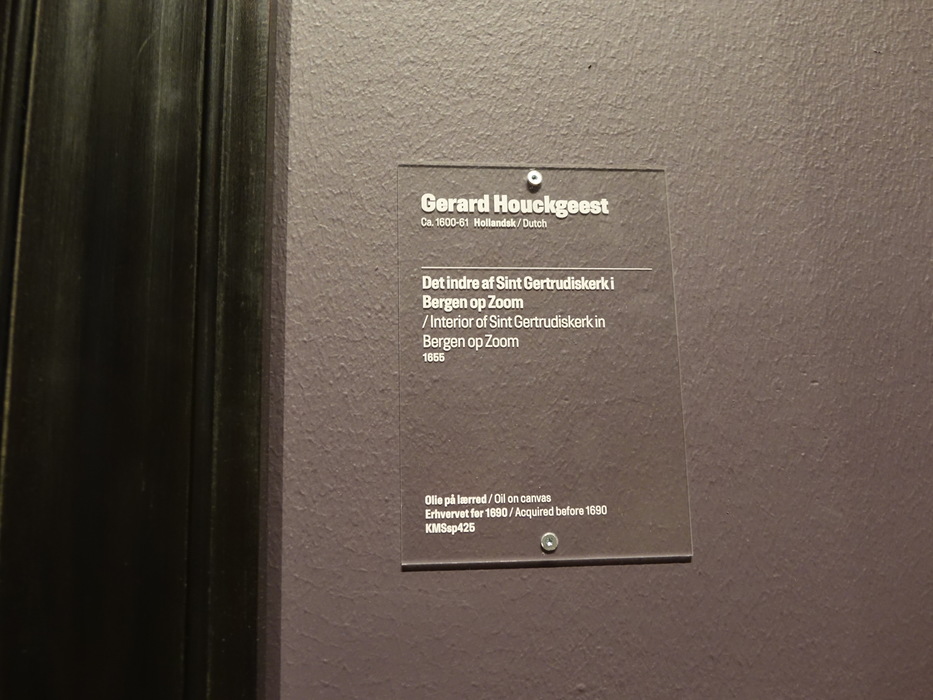 Gerard Houckgeest
Ca. 1600-61 Hollandsk / Dutch
Det indre af Sint Gertrudiskerk i
Bergen op Zoom
/ Interior of Sint Gertrudiskerk in
Bergen op Zoom
1655
Olie på lærred / Oil on canvas
Erhvervet før 1690 / Acquired before 1690
KMSsp425